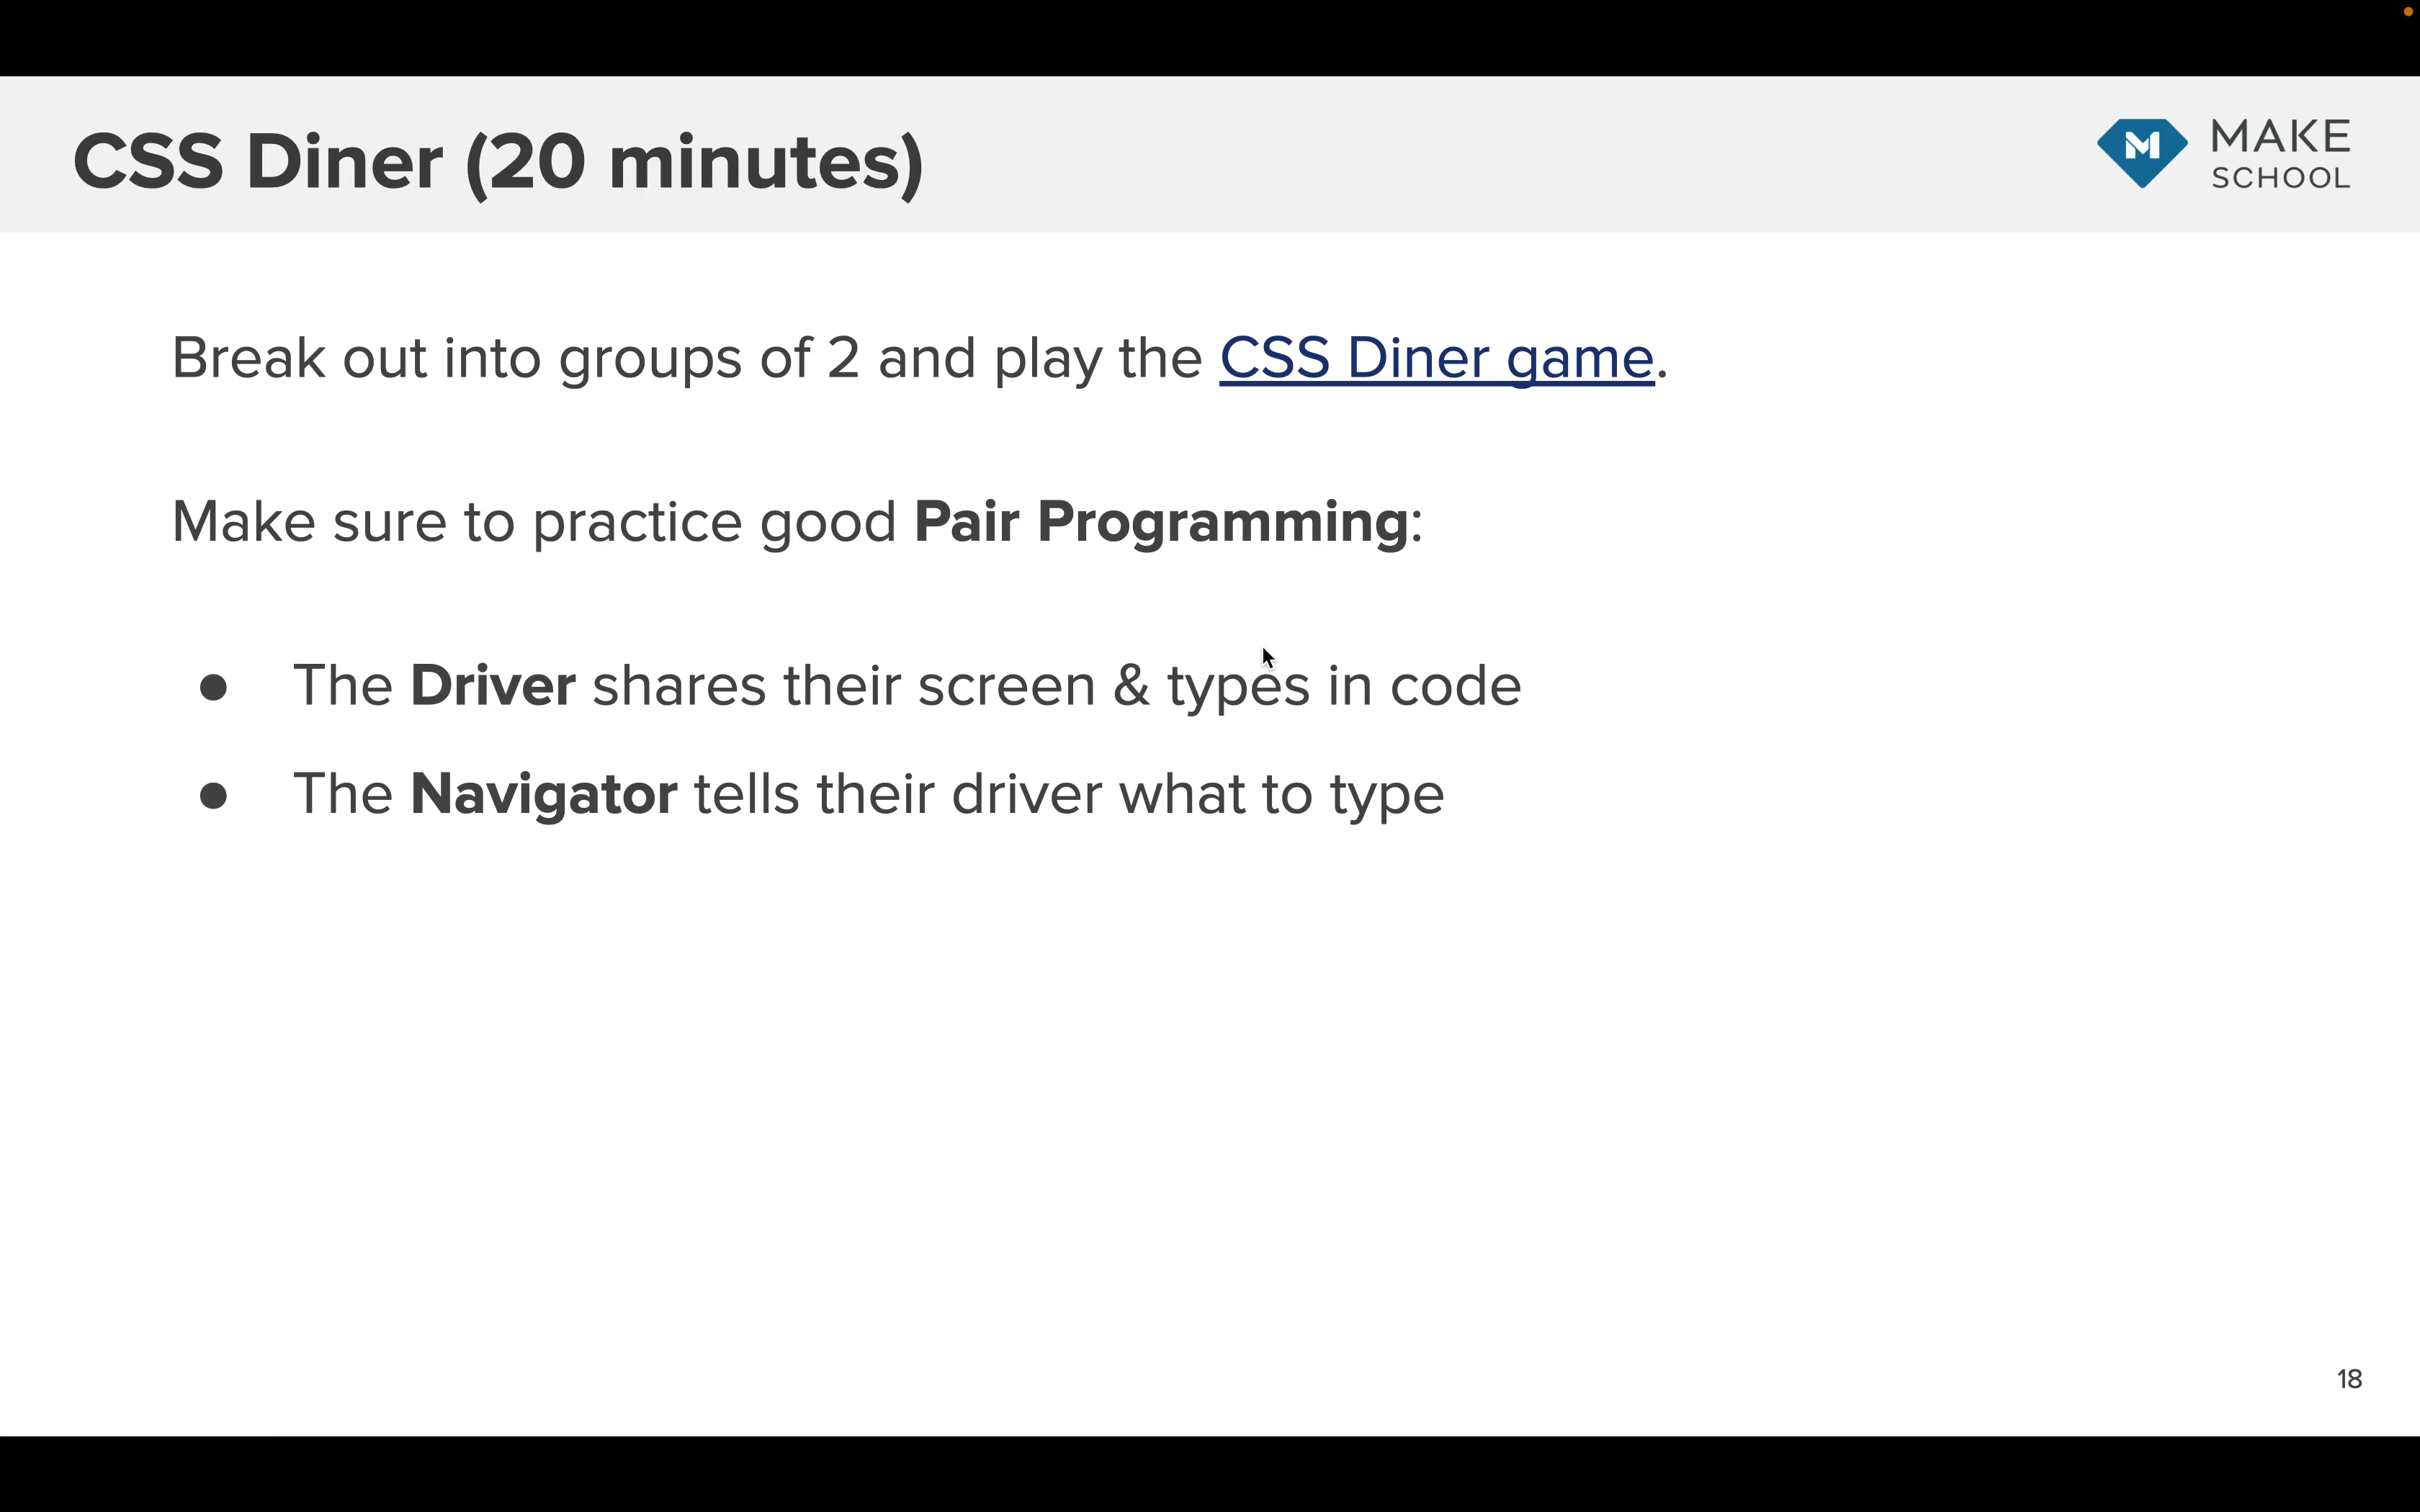 CSS Diner (20 minutes)
MAKE
SCHOOL
Break out into groups of 2 and play the CSS Diner game.
Make sure to practice good Pair Programming:
● The Driver shares their screen & types in code
● The Navigator tells their driver what to type
18